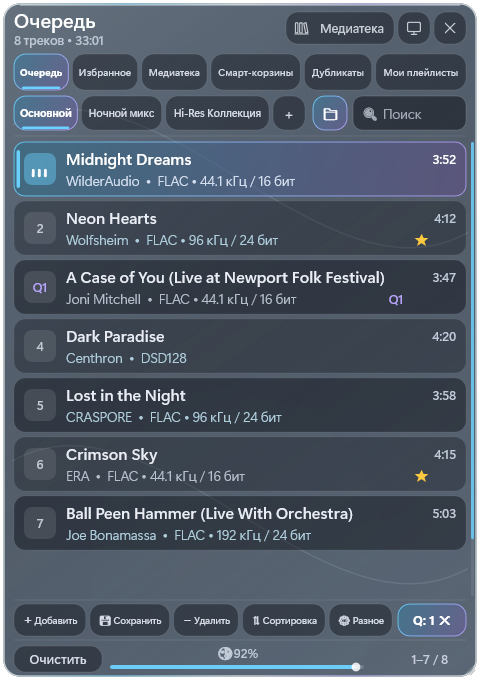 Очередь
8 треков • 33:01
Медиатека
Очередь Избранное Медиатека Смарт-корзины Дубликаты Мои плейлисты
Основной Ночной микс Hi-Res Коллекция + Поиск
Midnight Dreams 3:52
WilderAudio • FLAC • 44.1 кГц / 16 бит
2 Neon Hearts 4:12
Wolfsheim • FLAC • 96 кГц / 24 бит
Q1 A Case of You (Live at Newport Folk Festival) 3:47
Joni Mitchell • FLAC • 44.1 кГц / 16 бит Q1
4 Dark Paradise 4:20
Centhron • DSD128
5 Lost in the Night 3:58
CRASPORE • FLAC • 96 кГц / 24 бит
6 Crimson Sky 4:15
ERA • FLAC • 44.1 кГц / 16 бит
7 Ball Peen Hammer (Live With Orchestra) 5:03
Joe Bonamassa • FLAC • 192 кГц / 24 бит
+ Добавить Сохранить − Удалить ⇅ Сортировка Разное Q: 1 X
Очистить 92% 1–7 / 8